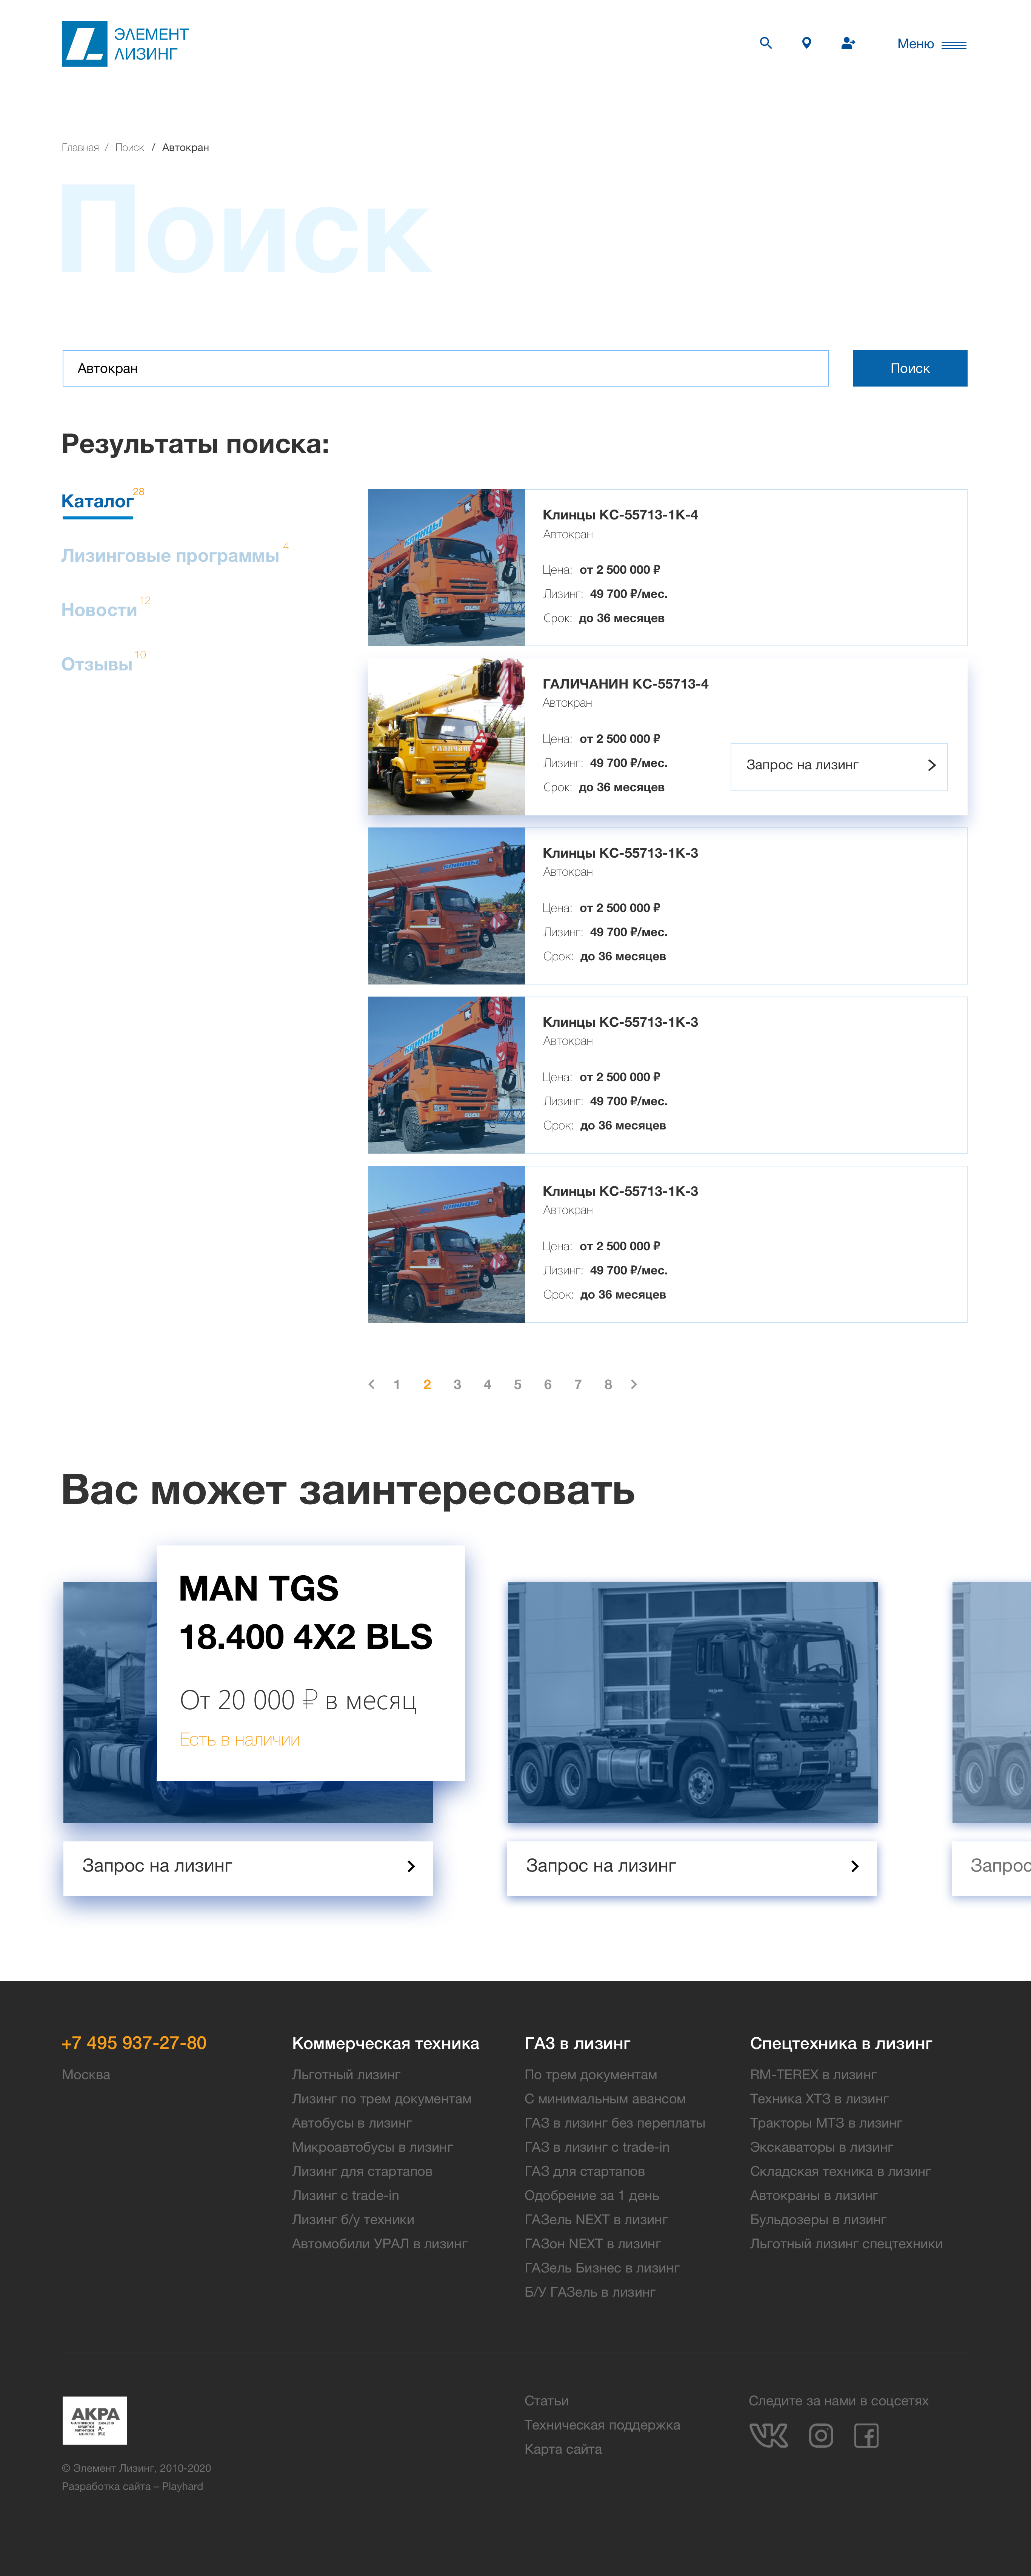 ЭЛЕМЕНТ
ЛИЗИНГ
Меню
Главная / Поиск / Автокран
Поиск
Автокран
Поиск
Результаты поиска:
Каталог 28
Лизинговые программы 4
Новости 12
Отзывы 10
КЛИНЦЫ
Клинцы КС-55713-1К-4
Автокран
Цена: от 2 500 000 ₽
Лизинг: 49 700 ₽/мес.
Срок: до 36 месяцев
ГАЛИЧАНИН
ГАЛИЧАНИН КС-55713-4
Автокран
Цена: от 2 500 000 ₽
Лизинг: 49 700 ₽/мес.
Срок: до 36 месяцев
Запрос на лизинг
Клинцы КС-55713-1К-3
Автокран
Цена: от 2 500 000 ₽
Лизинг: 49 700 ₽/мес.
Срок: до 36 месяцев
КЛИНЦЫ
Клинцы КС-55713-1К-3
Автокран
Цена: от 2 500 000 ₽
Лизинг: 49 700 ₽/мес.
Срок: до 36 месяцев
Клинцы КС-55713-1К-3
Автокран
Цена: от 2 500 000 ₽
Лизинг: 49 700 ₽/мес.
Срок: до 36 месяцев
1 2 3 4 5 6 7 8
Вас может заинтересовать
MAN TGS
18.400 4X2 BLS
От 20 000 ₽ в месяц
Есть в наличии
MAN
Запрос на лизинг
Запрос на лизинг
Запрос
+7 495 937-27-80
Москва
Коммерческая техника
Льготный лизинг
Лизинг по трем документам
Автобусы в лизинг
Микроавтобусы в лизинг
Лизинг для стартапов
Лизинг с trade-in
Лизинг б/у техники
Автомобили УРАЛ в лизинг
ГАЗ в лизинг
По трем документам
С минимальным авансом
ГАЗ в лизинг без переплаты
ГАЗ в лизинг с trade-in
ГАЗ для стартапов
Одобрение за 1 день
ГАЗель NEXT в лизинг
ГАЗон NEXT в лизинг
ГАЗель Бизнес в лизинг
Б/У ГАЗель в лизинг
Спецтехника в лизинг
RM-TEREX в лизинг
Техника ХТЗ в лизинг
Тракторы МТЗ в лизинг
Экскаваторы в лизинг
Складская техника в лизинг
Автокраны в лизинг
Бульдозеры в лизинг
Льготный лизинг спецтехники
АКРА
© Элемент Лизинг, 2010-2020
Разработка сайта – Playhard
Статьи
Техническая поддержка
Карта сайта
Следите за нами в соцсетях